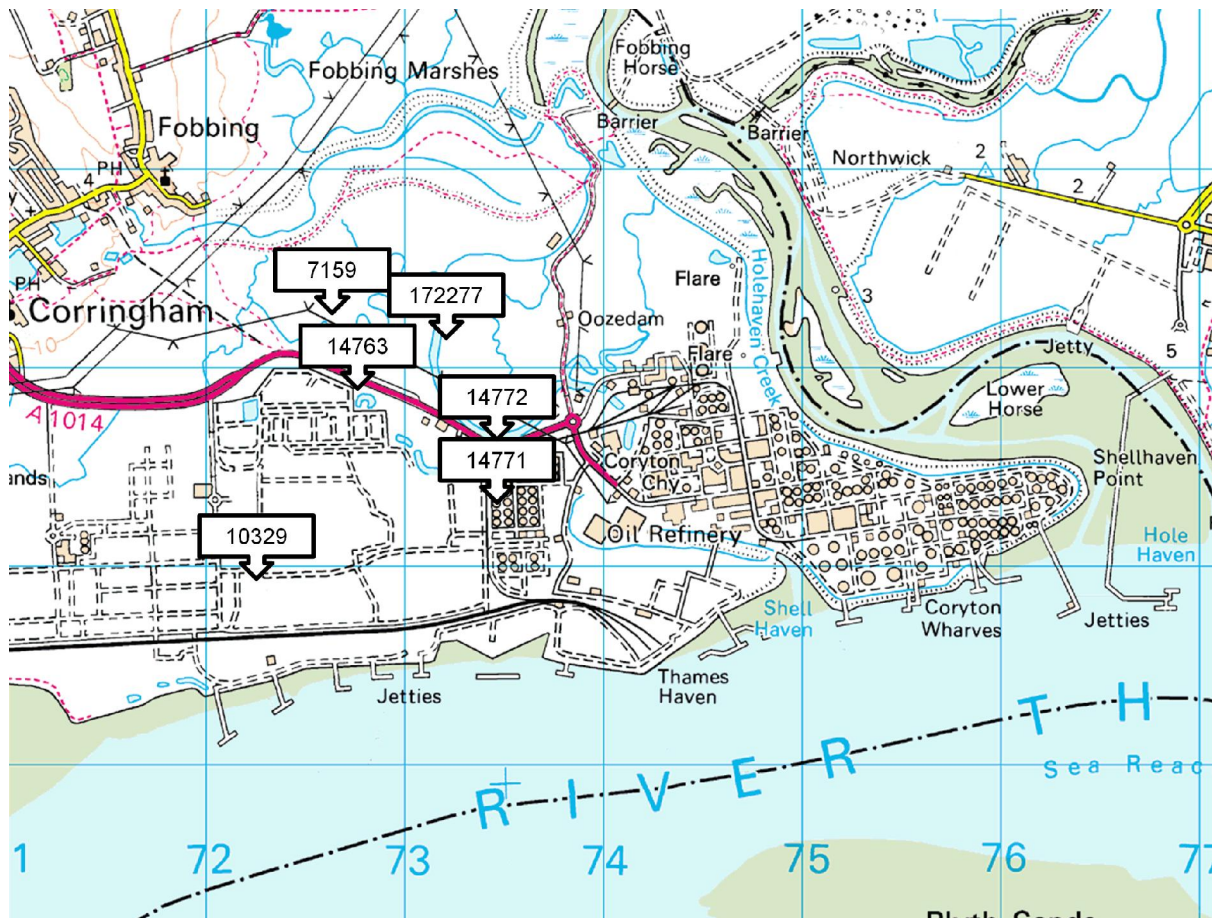 Fobbing
Horse
Fobbing Marshes
Fobbing
Barrier
Barrier
PH
4
Northwick
2
2
7159
172277
PH
Flare
Corringham
Holehaven Creek
3
Oozedam
14763
Flare
Jetty
5
A 1014
14772
Lower
Horse
14771
Coryton
Chy
Shellhaven
Point
ands
10
10329
Oil Refinery
Hole
Haven
Shell
Haven
Coryton
Wharves
Jetties
Thames
Haven
Jetties
RIVER TH
Sea Reac
1
72
73
74
75
76
77